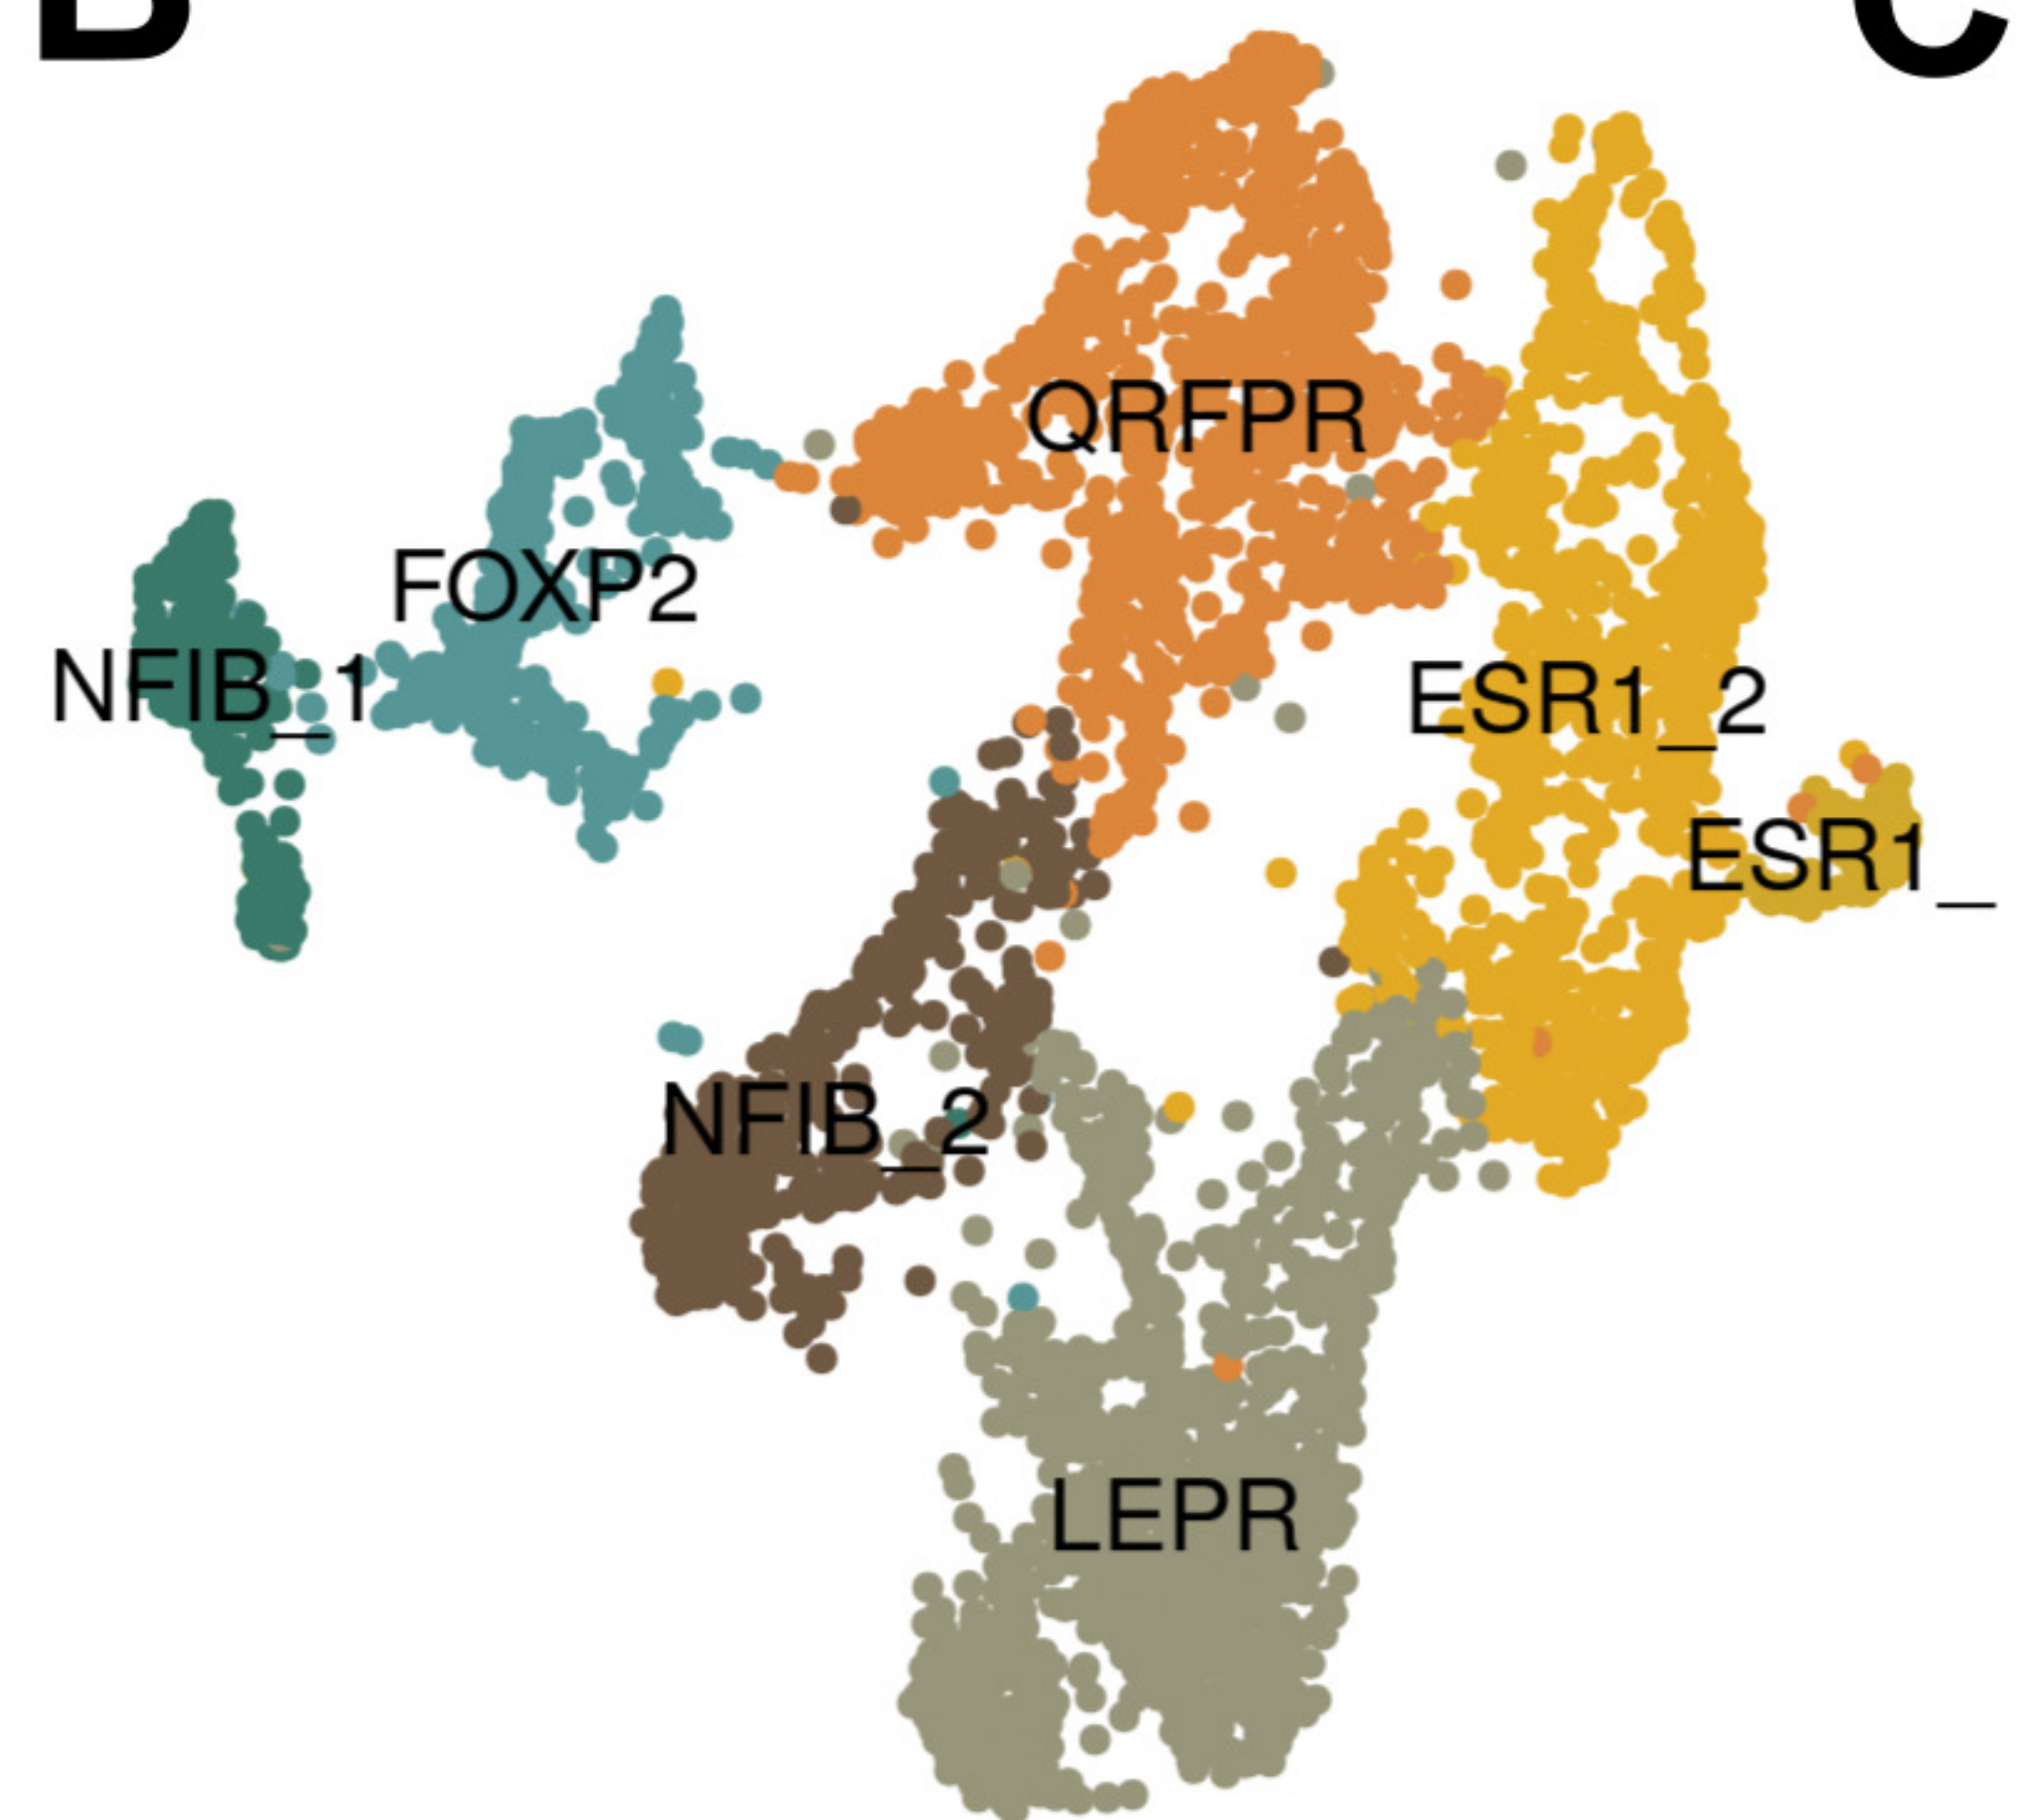 B
C
QRFPR
FOXP2
NFIB_1
ESR1_2
ESR1_
NFIB_2
LEPR